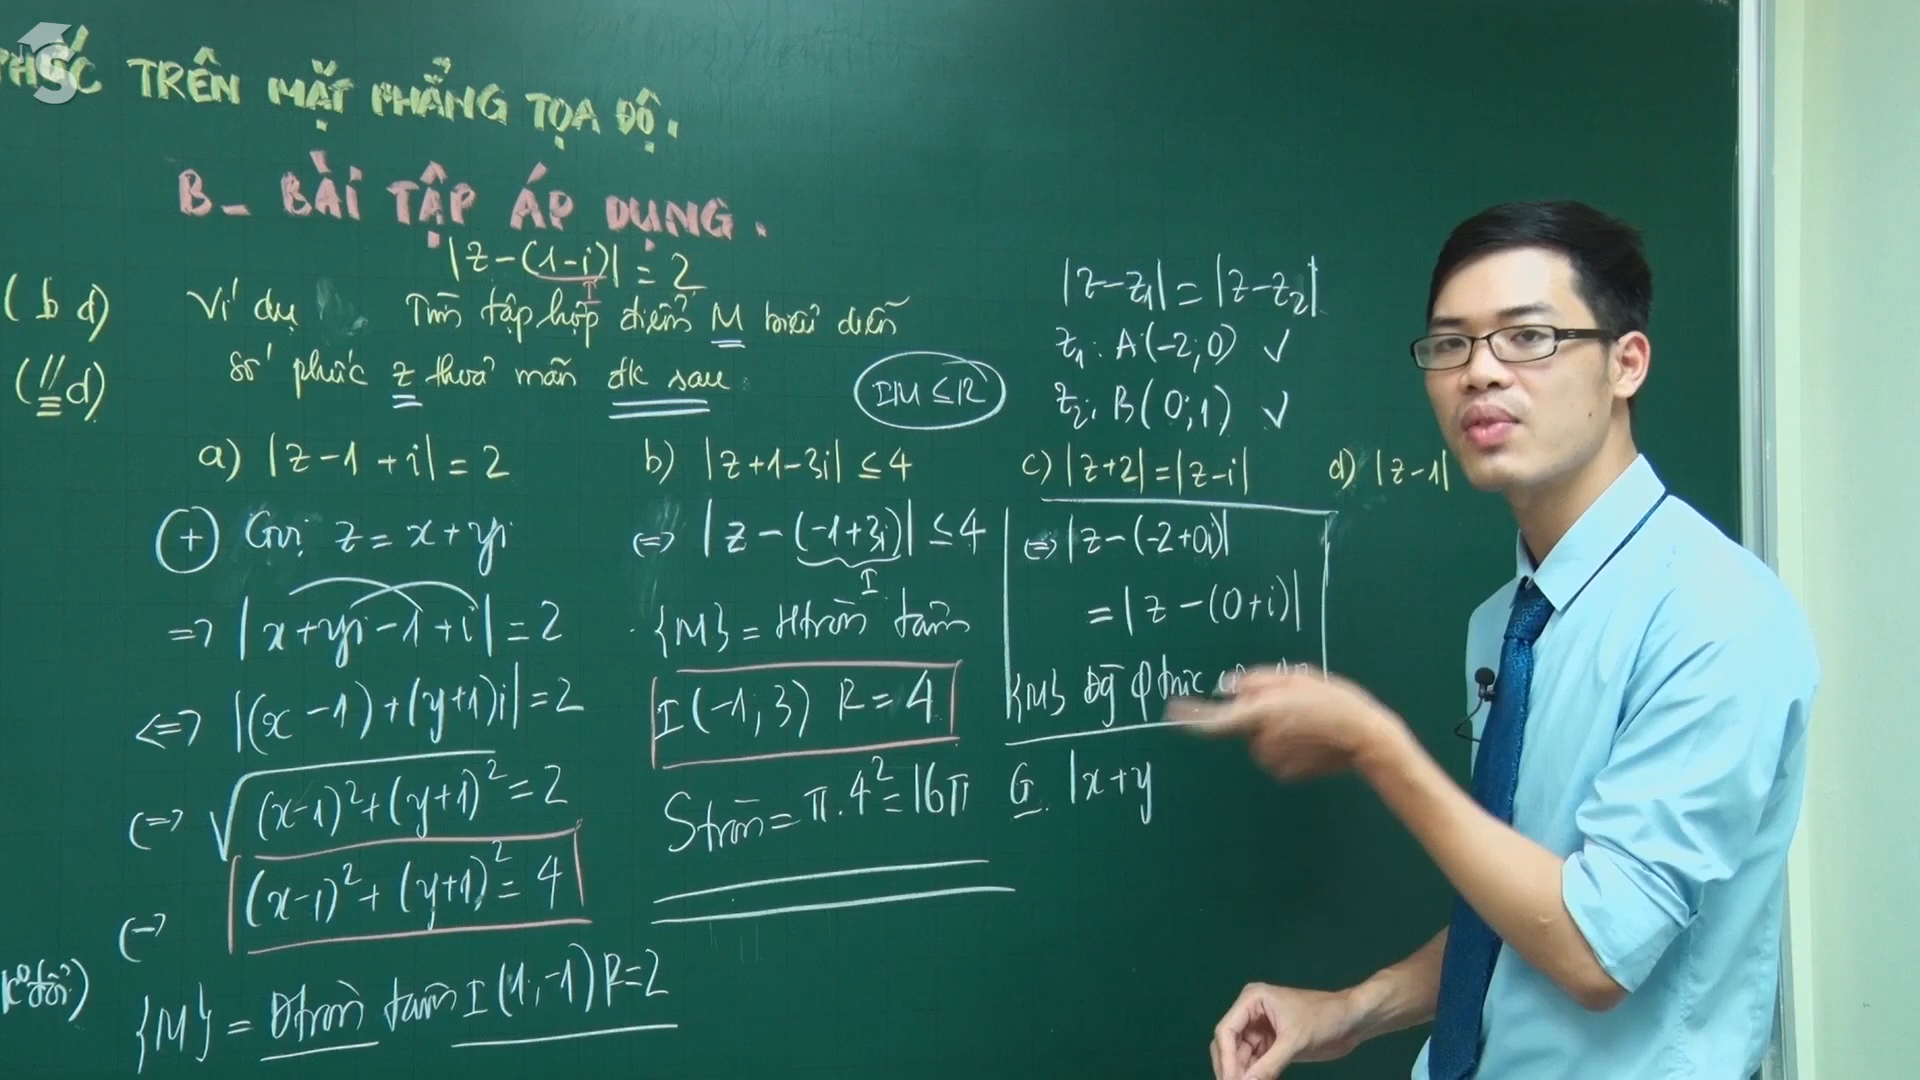 PHỨC TRÊN MẶT PHẲNG TỌA ĐỘ.
B_ BÀI TẬP ÁP DỤNG.
|z-(1-i)| = 2
I
( b d)
(// d)
Ví dụ Tìm tập hợp điểm M biểu diễn
số phức z thoả mãn đk sau:
IM ≤ R
|z-z₁| = |z-z₂|
z₁: A(-2;0) ✓
z₂: B(0;1) ✓
a) |z-1+i| = 2
(+) Gọi z = x+yi
=> |x+yi-1+i| = 2
<=> |(x-1)+(y+1)i| = 2
<=> √(x-1)²+(y+1)² = 2
<=> (x-1)²+(y+1)² = 4
{M} = Đtròn tâm I(1,-1) R=2
b) |z+1-3i| ≤ 4
<=> |z-(-1+3i)| ≤ 4
I
{M} = Htròn tâm
I(-1,3) R = 4
Stròn = π.4² = 16π
c) |z+2| = |z-i|
<=> |z-(-2+0i)|
= |z-(0+i)|
{M} Đg
G. |x+y
d) |z-1|